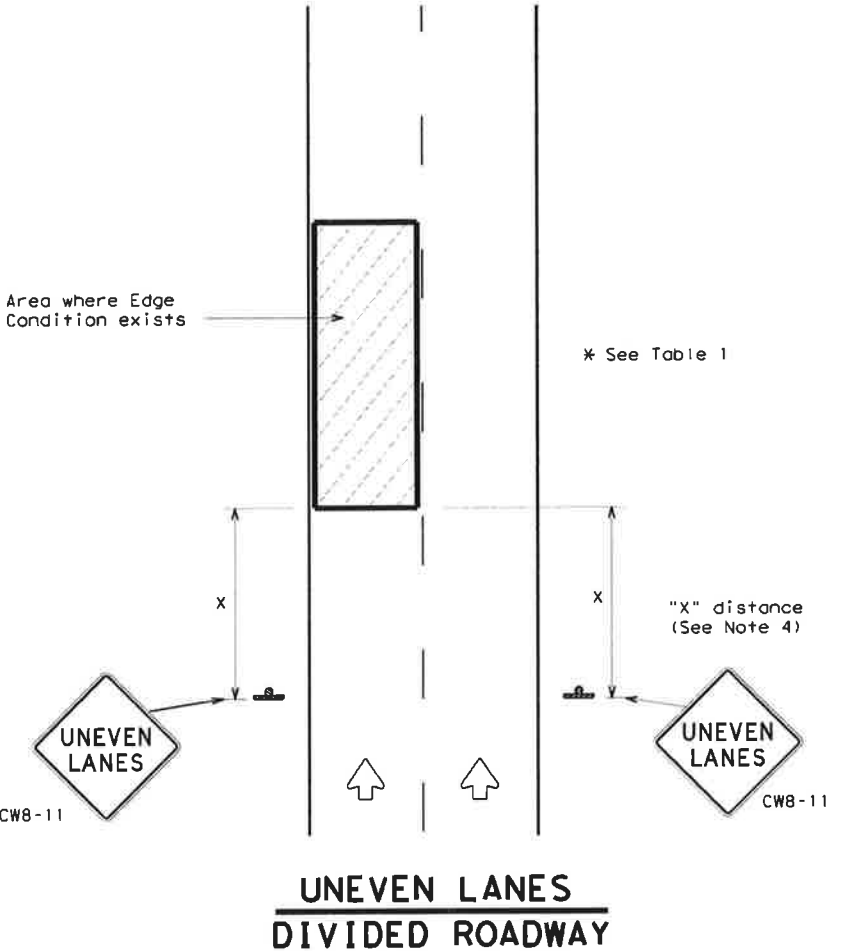 Area where Edge
Condition exists
* See Table 1
X
X
"X" distance
(See Note 4)
UNEVEN
LANES
UNEVEN
LANES
CW8-11
CW8-11
UNEVEN LANES
DIVIDED ROADWAY